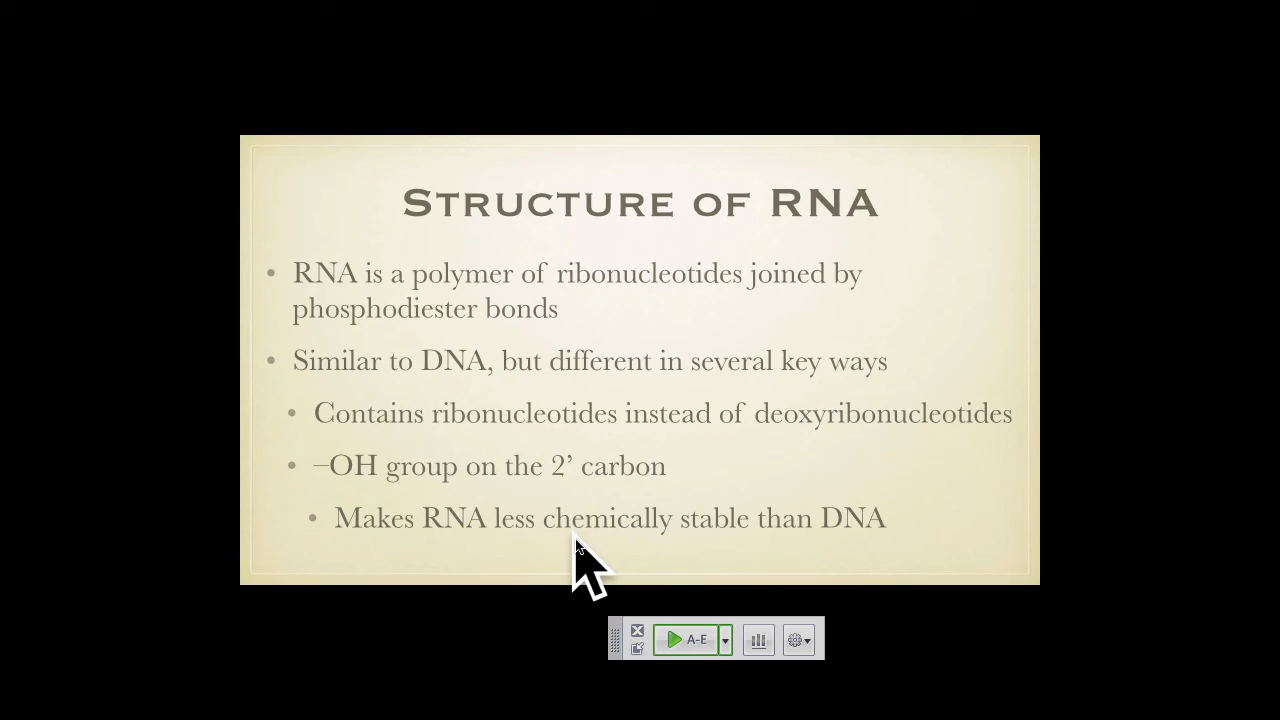 Structure of RNA
• RNA is a polymer of ribonucleotides joined by
phosphodiester bonds
• Similar to DNA, but different in several key ways
• Contains ribonucleotides instead of deoxyribonucleotides
• –OH group on the 2’ carbon
• Makes RNA less chemically stable than DNA
A-E